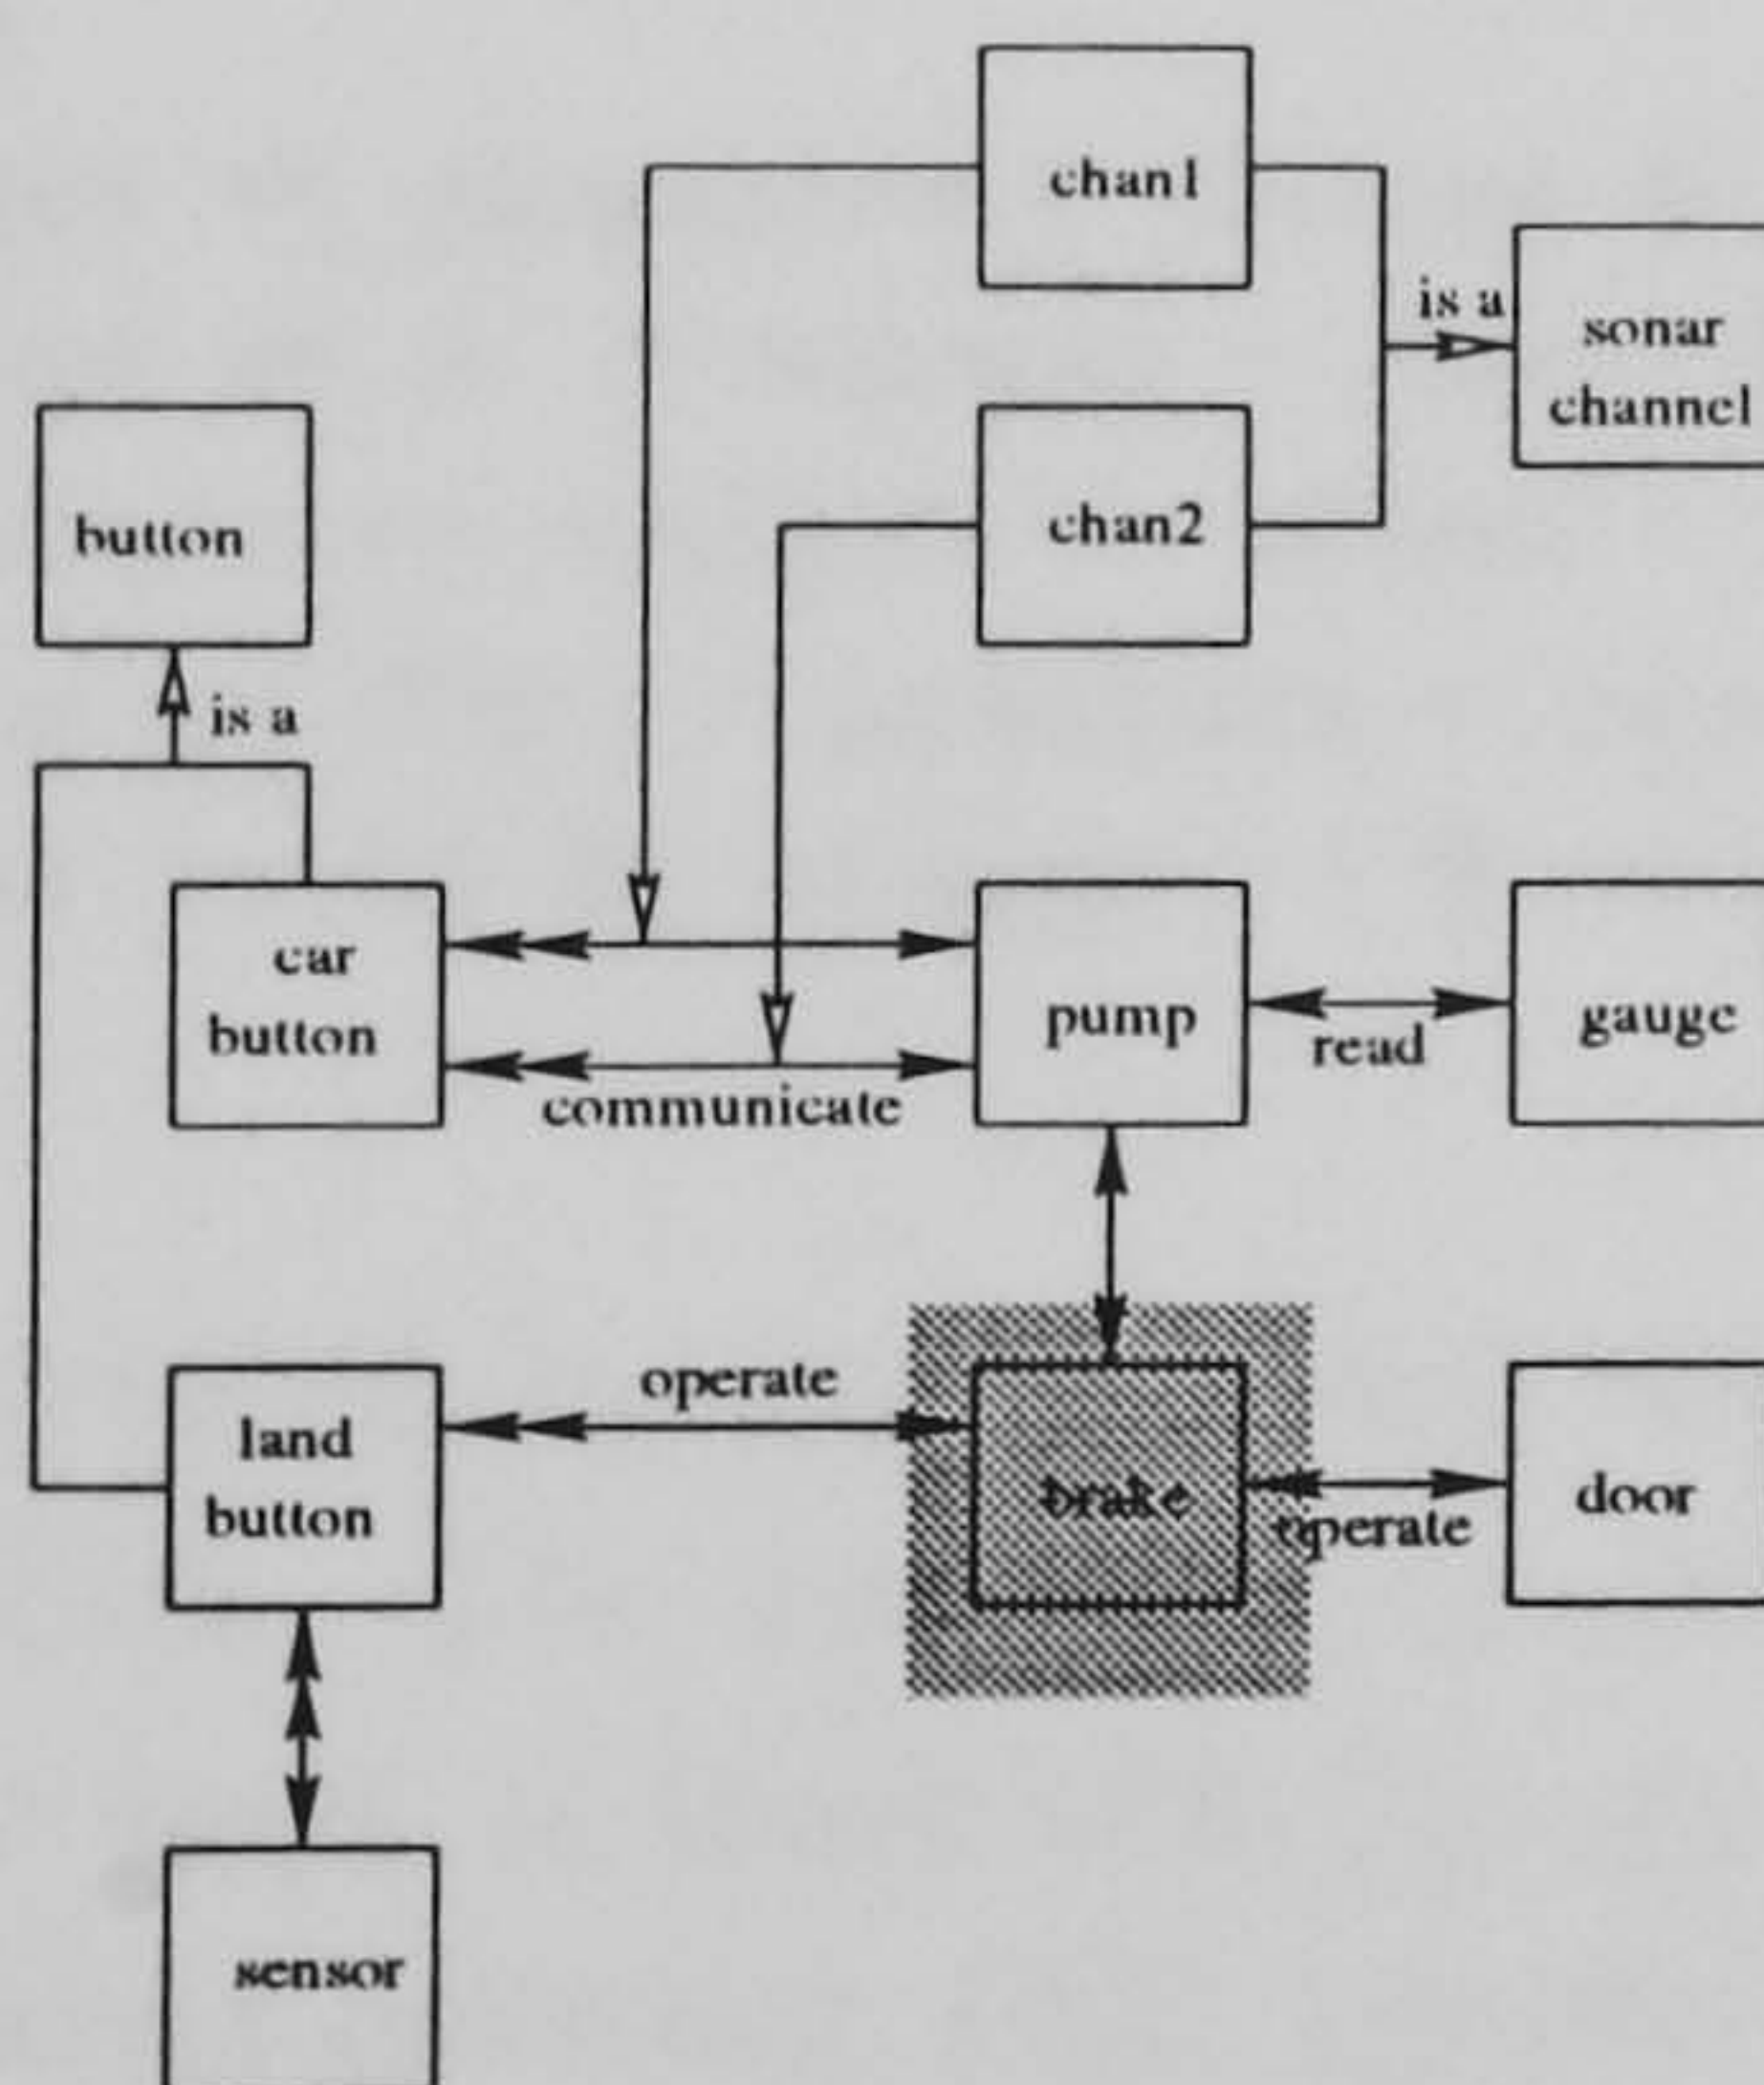 chan1
is a
sonar
channel
button
chan2
is a
car
button
pump
gauge
read
communicate
operate
land
button
brake
door
operate
sensor